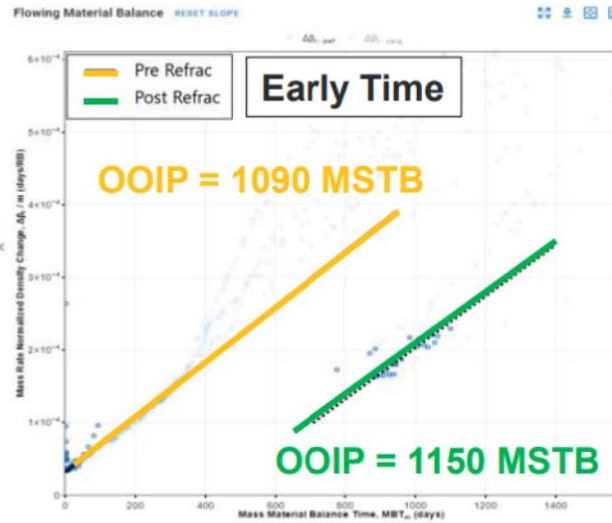 Flowing Material Balance RESET SLOPE
Pre Refrac
Post Refrac
Early Time
OOIP = 1090 MSTB
OOIP = 1150 MSTB
Mass Rate Normalized Density Change, Δβᵢ / m (days/RB)
6×10⁻⁴
5×10⁻⁴
4×10⁻⁴
3×10⁻⁴
2×10⁻⁴
1×10⁻⁴
0
0 200 400 600 800 1000 1200 1400
Mass Material Balance Time, MBTₘ (days)